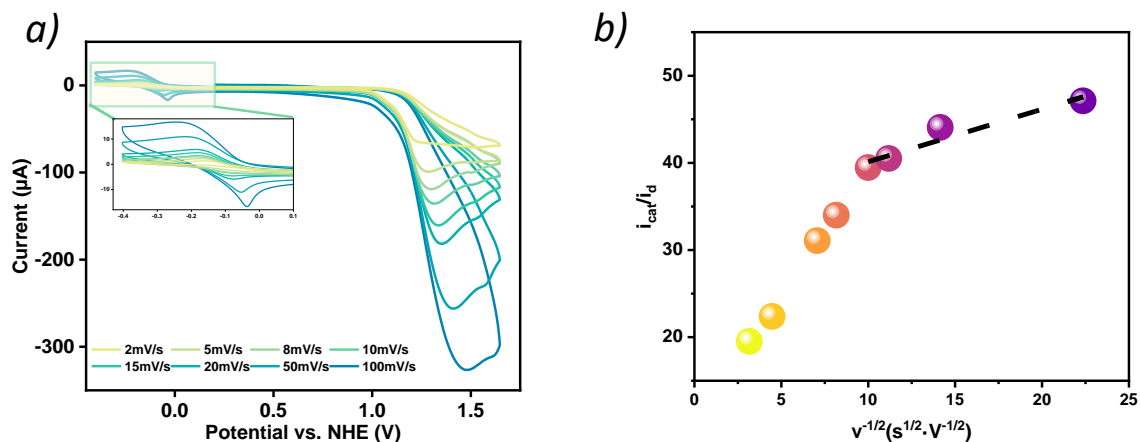 a)
0
-100
-200
-300
Current (µA)
10
0
-10
-0.4 -0.3 -0.2 -0.1 0.0 0.1
2mV/s 5mV/s 8mV/s 10mV/s
15mV/s 20mV/s 50mV/s 100mV/s
0.0 0.5 1.0 1.5
Potential vs. NHE (V)
b)
50
40
30
20
i_cat/i_d
0 5 10 15 20 25
v^-1/2(s^1/2·V^-1/2)